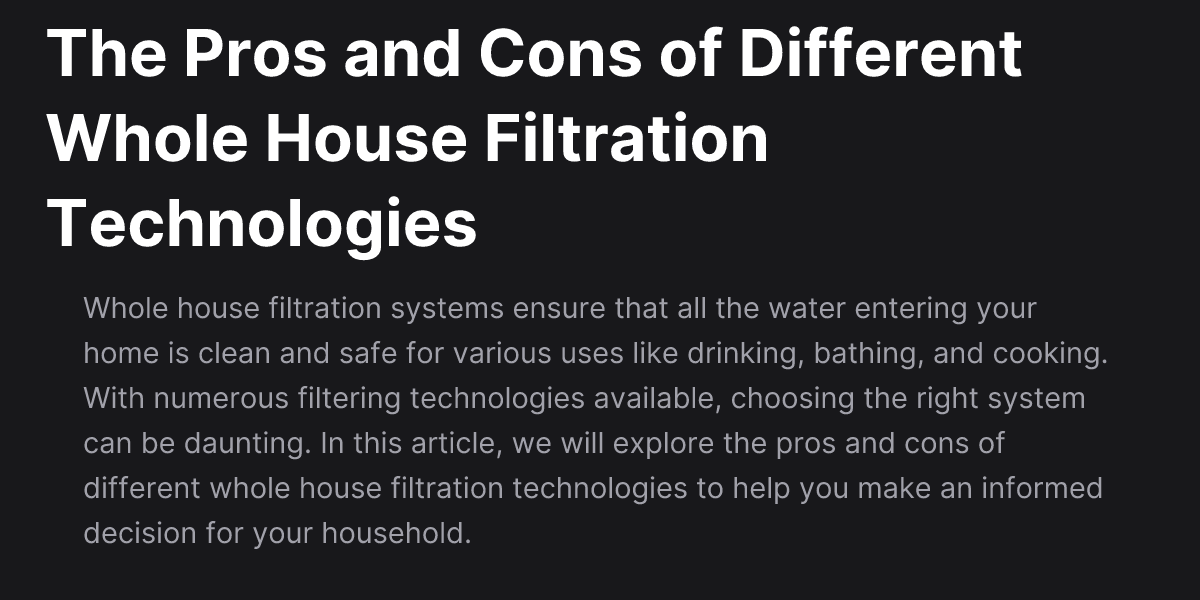 The Pros and Cons of Different
Whole House Filtration
Technologies
Whole house filtration systems ensure that all the water entering your
home is clean and safe for various uses like drinking, bathing, and cooking.
With numerous filtering technologies available, choosing the right system
can be daunting. In this article, we will explore the pros and cons of
different whole house filtration technologies to help you make an informed
decision for your household.